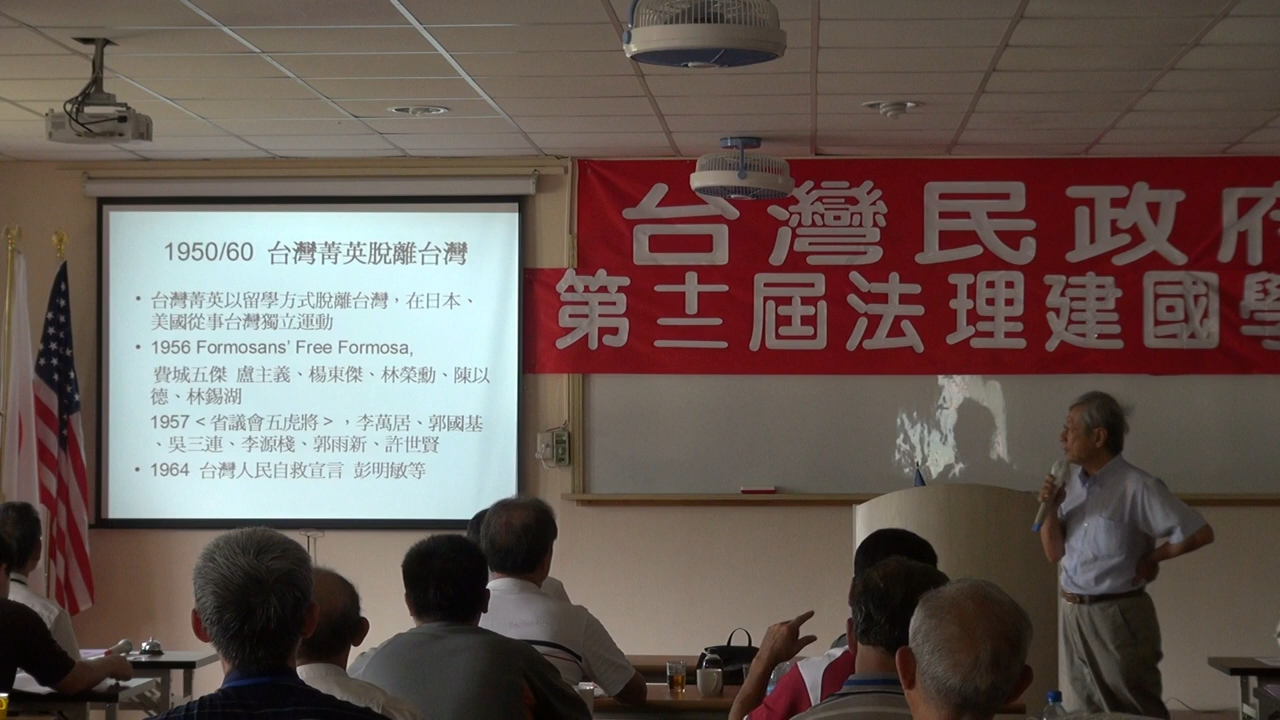 1950/60 台灣菁英脫離台灣
• 台灣菁英以留學方式脫離台灣，在日本、
美國從事台灣獨立運動
• 1956 Formosans' Free Formosa,
費城五傑 盧主義、楊東傑、林榮勳、陳以
德、林錫湖
1957＜省議會五虎將＞，李萬居、郭國基
、吳三連、李源棧、郭雨新、許世賢
• 1964 台灣人民自救宣言 彭明敏等
台灣民政府
第十二屆法理建國學